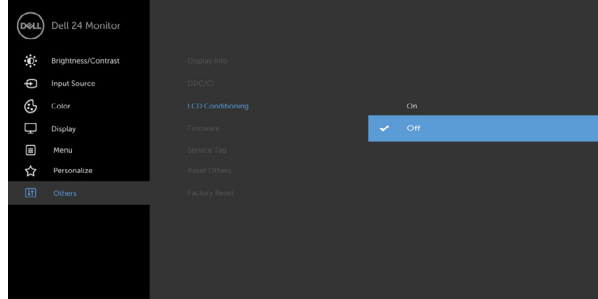 DELL
Dell 24 Monitor
Brightness/Contrast
Input Source
Color
Display
Menu
Personalize
Others
Display Info
DDC/CI
LCD Conditioning
Firmware
Service Tag
Reset Others
Factory Reset
On
Off